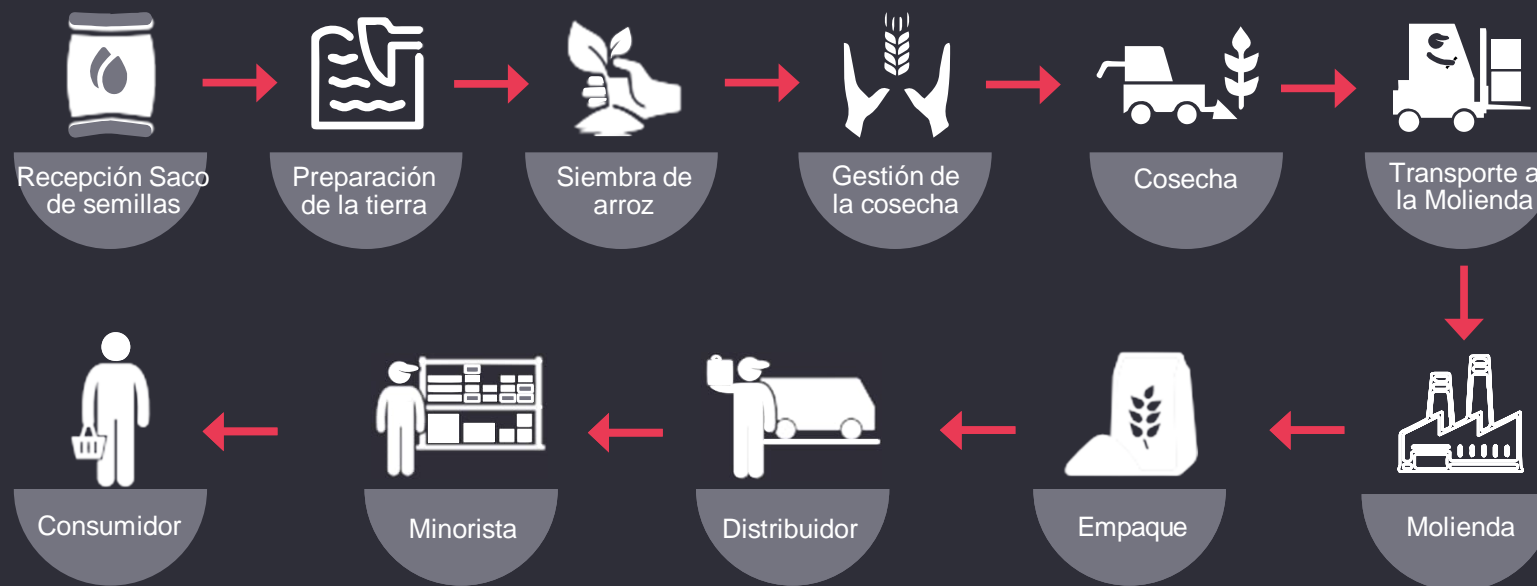 Recepción Saco
de semillas
Preparación
de la tierra
Siembra de
arroz
Gestión de
la cosecha
Cosecha
Transporte a
la Molienda
Consumidor
Minorista
Distribuidor
Empaque
Molienda